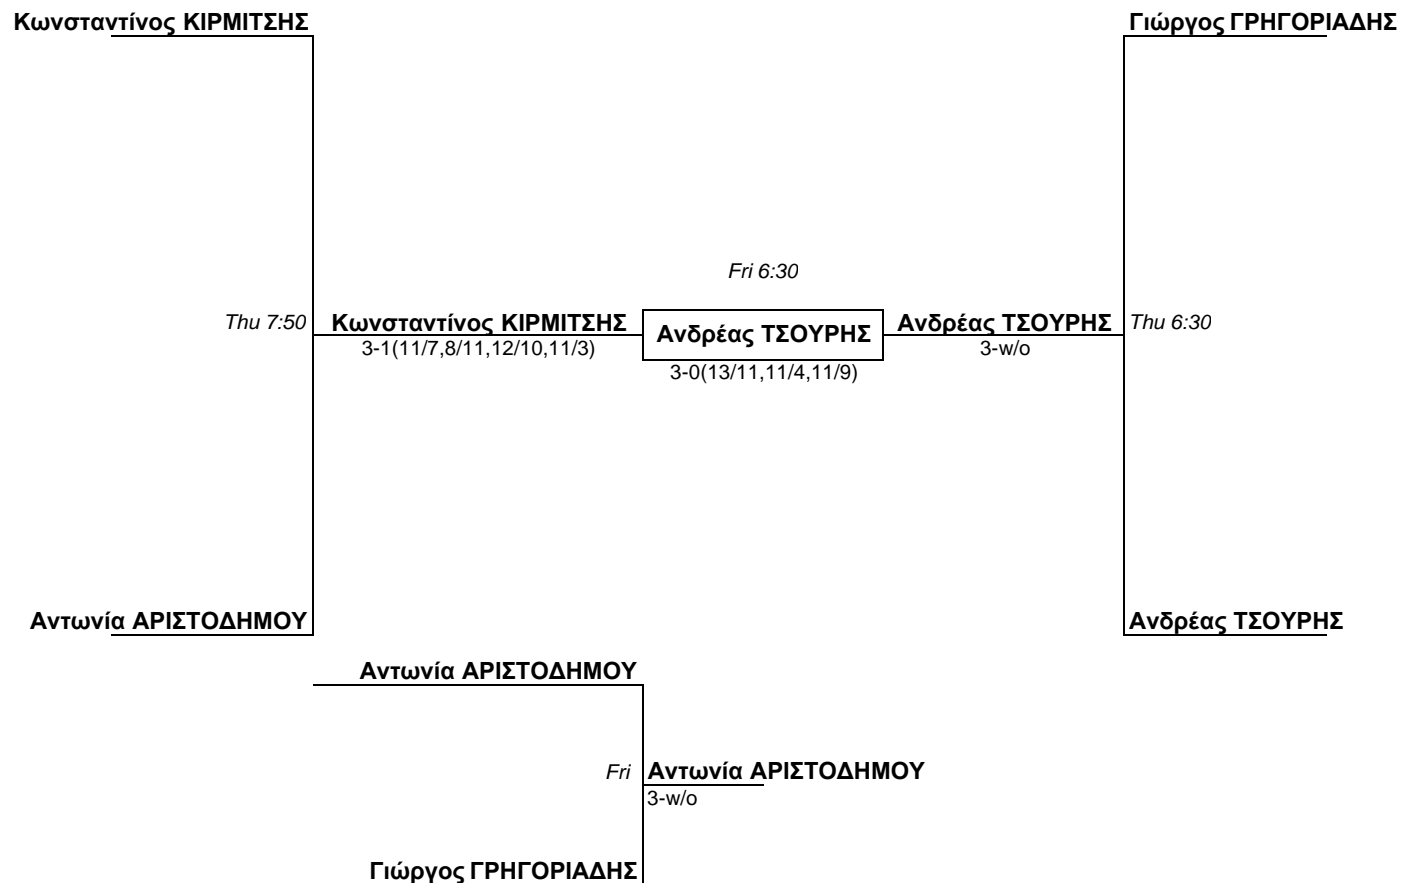 Κωνσταντίνος ΚΙΡΜΙΤΣΗΣ
Γιώργος ΓΡΗΓΟΡΙΑΔΗΣ
Fri 6:30
Thu 7:50
Κωνσταντίνος ΚΙΡΜΙΤΣΗΣ
3-1(11/7,8/11,12/10,11/3)
Ανδρέας ΤΣΟΥΡΗΣ
3-0(13/11,11/4,11/9)
Ανδρέας ΤΣΟΥΡΗΣ
3-w/o
Thu 6:30
Αντωνία ΑΡΙΣΤΟΔΗΜΟΥ
Ανδρέας ΤΣΟΥΡΗΣ
Αντωνία ΑΡΙΣΤΟΔΗΜΟΥ
Fri
Αντωνία ΑΡΙΣΤΟΔΗΜΟΥ
3-w/o
Γιώργος ΓΡΗΓΟΡΙΑΔΗΣ